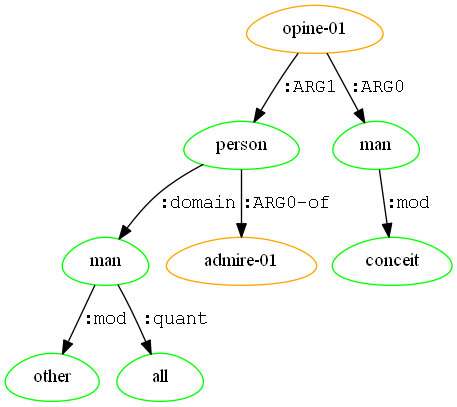 opine-01
:ARG1 :ARG0
person man
:domain :ARG0-of :mod
man admire-01 conceit
:mod :quant
other all